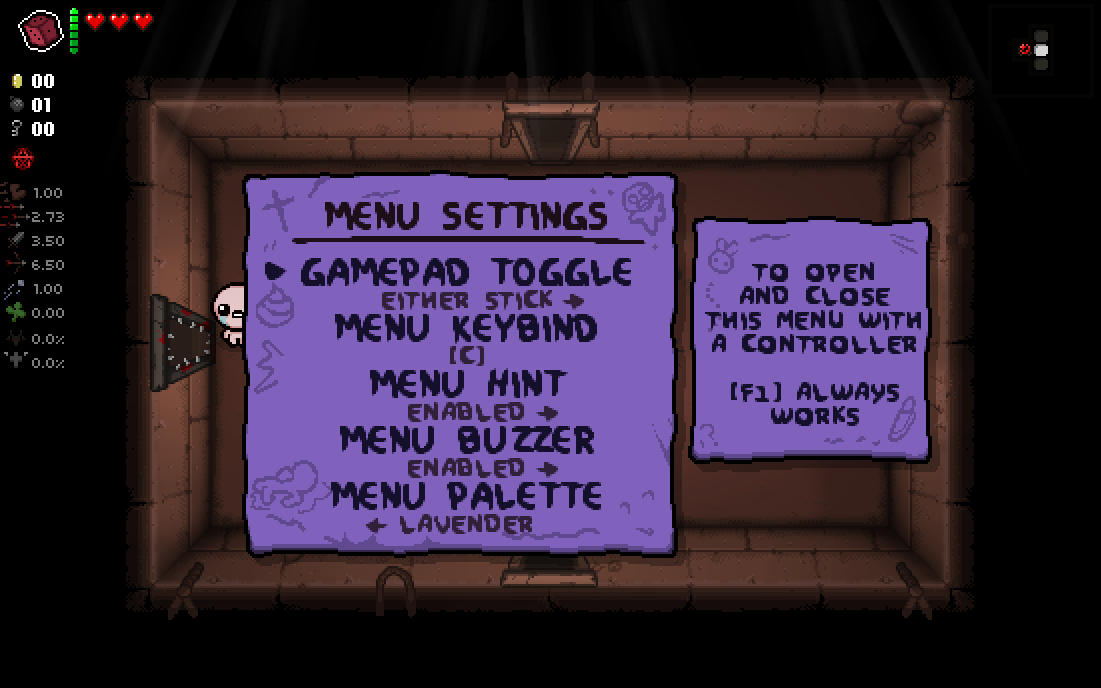 00
01
00
1.00
2.73
3.50
6.50
1.00
0.00
0.0%
0.0%
MENU SETTINGS
GAMEPAD TOGGLE
EITHER STICK
MENU KEYBIND
[C]
MENU HINT
ENABLED
MENU BUZZER
ENABLED
MENU PALETTE
LAVENDER
TO OPEN
AND CLOSE
THIS MENU WITH
A CONTROLLER
[F1] ALWAYS
WORKS